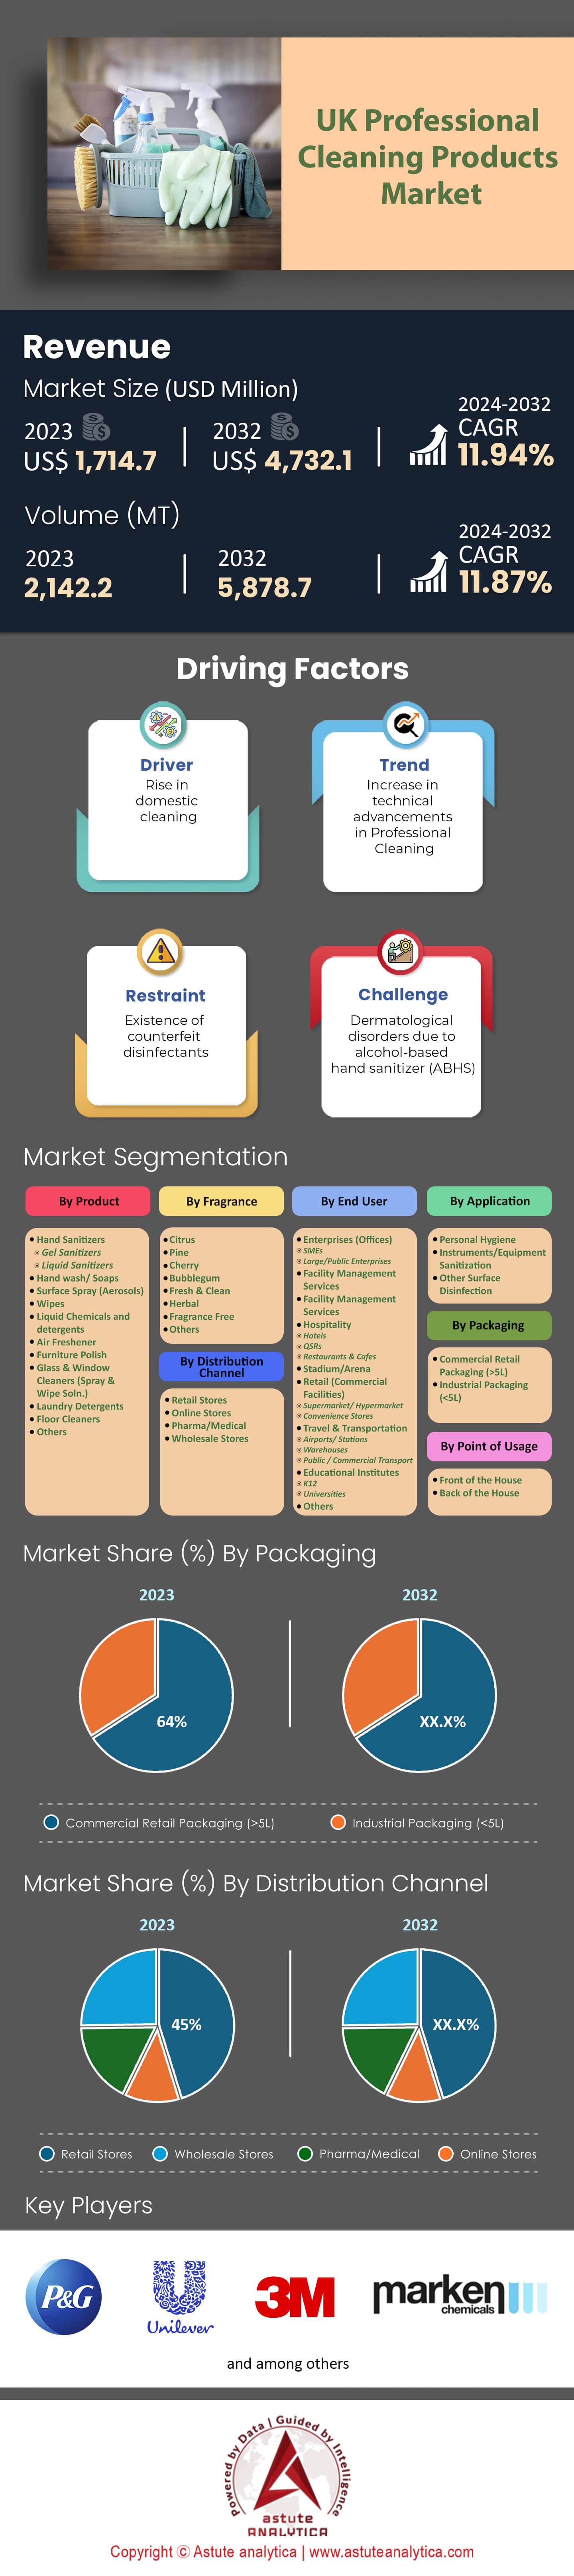 UK Professional
Cleaning Products
Market
Revenue
Market Size (USD Million)
2023
US$ 1,714.7
2032
US$ 4,732.1
2024-2032
CAGR
11.94%
Volume (MT)
2023
2,142.2
2032
5,878.7
2024-2032
CAGR
11.87%
Driving Factors
Driver
Rise in
domestic
cleaning
Trend
Increase in
technical
advancements
in Professional
Cleaning
Restraint
Existence of
counterfeit
disinfectants
Challenge
Dermatological
disorders due to
alcohol-based
hand sanitizer (ABHS)
Market Segmentation
By Product
Hand Sanitizers
Gel Sanitizers
Liquid Sanitizers
Hand wash/ Soaps
Surface Spray (Aerosols)
Wipes
Liquid Chemicals and
detergents
Air Freshener
Furniture Polish
Glass & Window
Cleaners (Spray &
Wipe Soln.)
Laundry Detergents
Floor Cleaners
Others
By Fragrance
Citrus
Pine
Cherry
Bubblegum
Fresh & Clean
Herbal
Fragrance Free
Others
By Distribution
Channel
Retail Stores
Online Stores
Pharma/Medical
Wholesale Stores
By End User
Enterprises (Offices)
SMEs
Large/Public Enterprises
Facility Management
Services
Facility Management
Services
Hospitality
Hotels
QSRs
Restaurants & Cafes
Stadium/Arena
Retail (Commercial
Facilities)
Supermarket/ Hypermarket
Convenience Stores
Travel & Transportation
Airports/ Stations
Warehouses
Public / Commercial Transport
Educational Institutes
K12
Universities
Others
By Application
Personal Hygiene
Instruments/Equipment
Sanitization
Other Surface
Disinfection
By Packaging
Commercial Retail
Packaging (>5L)
Industrial Packaging
(<5L)
By Point of Usage
Front of the House
Back of the House
Market Share (%) By Packaging
2023
2032
64%
XX.X%
Commercial Retail Packaging (>5L)
Industrial Packaging (<5L)
Market Share (%) By Distribution Channel
2023
2032
45%
XX.X%
Retail Stores
Wholesale Stores
Pharma/Medical
Online Stores
Key Players
P&G
Unilever
3M
marken
chemicals
and among others
Powered by Data | Guided by Intelligence
astute
ANALYTICA
Copyright © Astute analytica | www.astuteanalytica.com